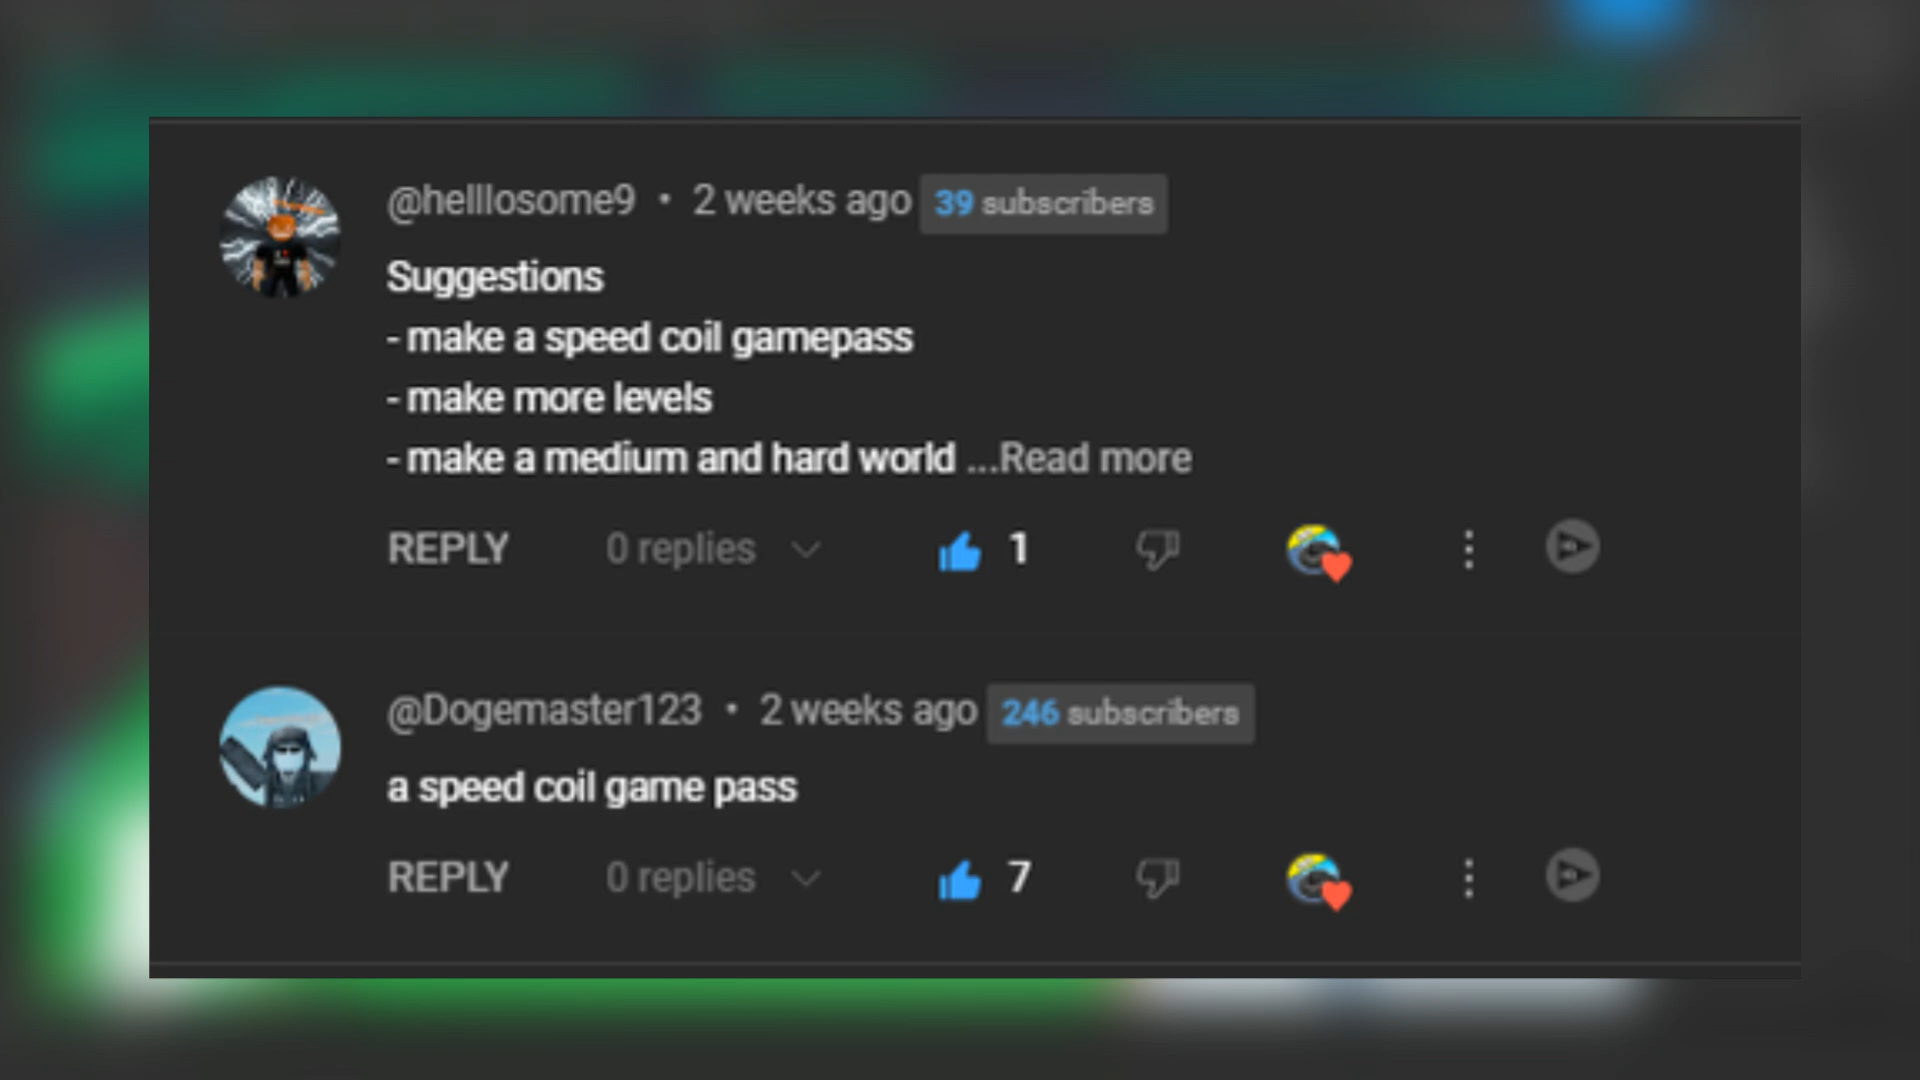 @helllosome9 • 2 weeks ago 39 subscribers
Suggestions
- make a speed coil gamepass
- make more levels
- make a medium and hard world ...Read more
REPLY 0 replies 1
@Dogemaster123 • 2 weeks ago 246 subscribers
a speed coil game pass
REPLY 0 replies 7